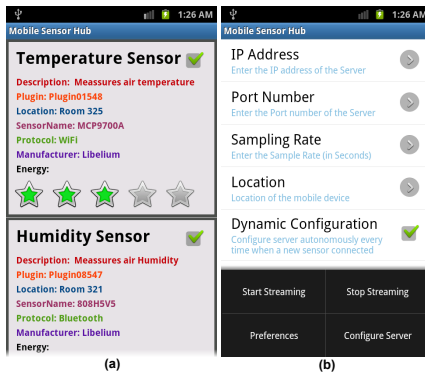 1:26 AM
Mobile Sensor Hub
Temperature Sensor
Description: Meassures air temperature
Plugin: Plugin01548
Location: Room 325
SensorName: MCP9700A
Protocol: WiFi
Manufacturer: Libelium
Energy:
Humidity Sensor
Description: Meassures air Humidity
Plugin: Plugin08547
Location: Room 321
SensorName: 808H5V5
Protocol: Bluetooth
Manufacturer: Libelium
Energy:
(a)
1:26 AM
Mobile Sensor Hub
IP Address
Enter the IP address of the Server
Port Number
Enter the Port number of the Server
Sampling Rate
Enter the Sample Rate (in Seconds)
Location
Location of the mobile device
Dynamic Configuration
Configure server autonomously every
time when a new sensor connected
Start Streaming
Stop Streaming
Preferences
Configure Server
(b)